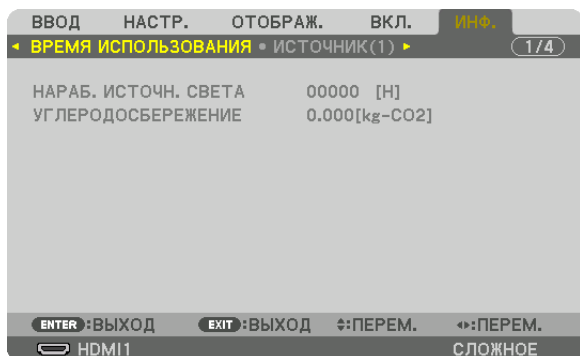 ВВОД НАСТР. ОТОБРАЖ. ВКЛ. ИНФ.
◂ ВРЕМЯ ИСПОЛЬЗОВАНИЯ • ИСТОЧНИК(1) ▸ 1/4
НАРАБ. ИСТОЧН. СВЕТА 00000 [H]
УГЛЕРОДОСБЕРЕЖЕНИЕ 0.000[kg-CO2]
ENTER :ВЫХОД EXIT :ВЫХОД ⬍:ПЕРЕМ. ⬌:ПЕРЕМ.
HDMI1 СЛОЖНОЕ